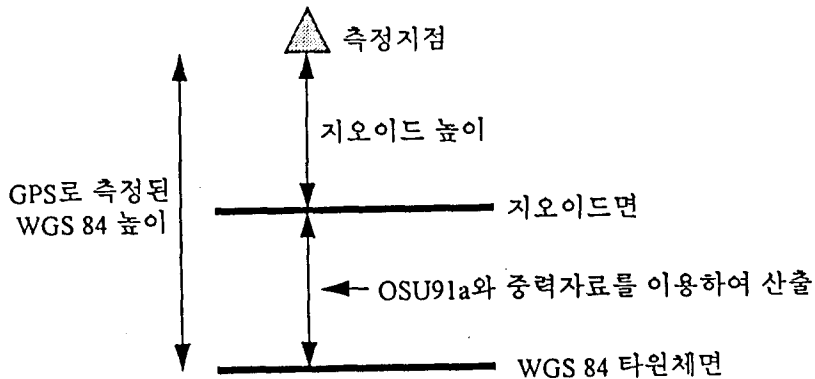 측정지점
지오이드 높이
GPS로 측정된
WGS 84 높이
지오이드면
OSU91a와 중력자료를 이용하여 산출
WGS 84 타원체면